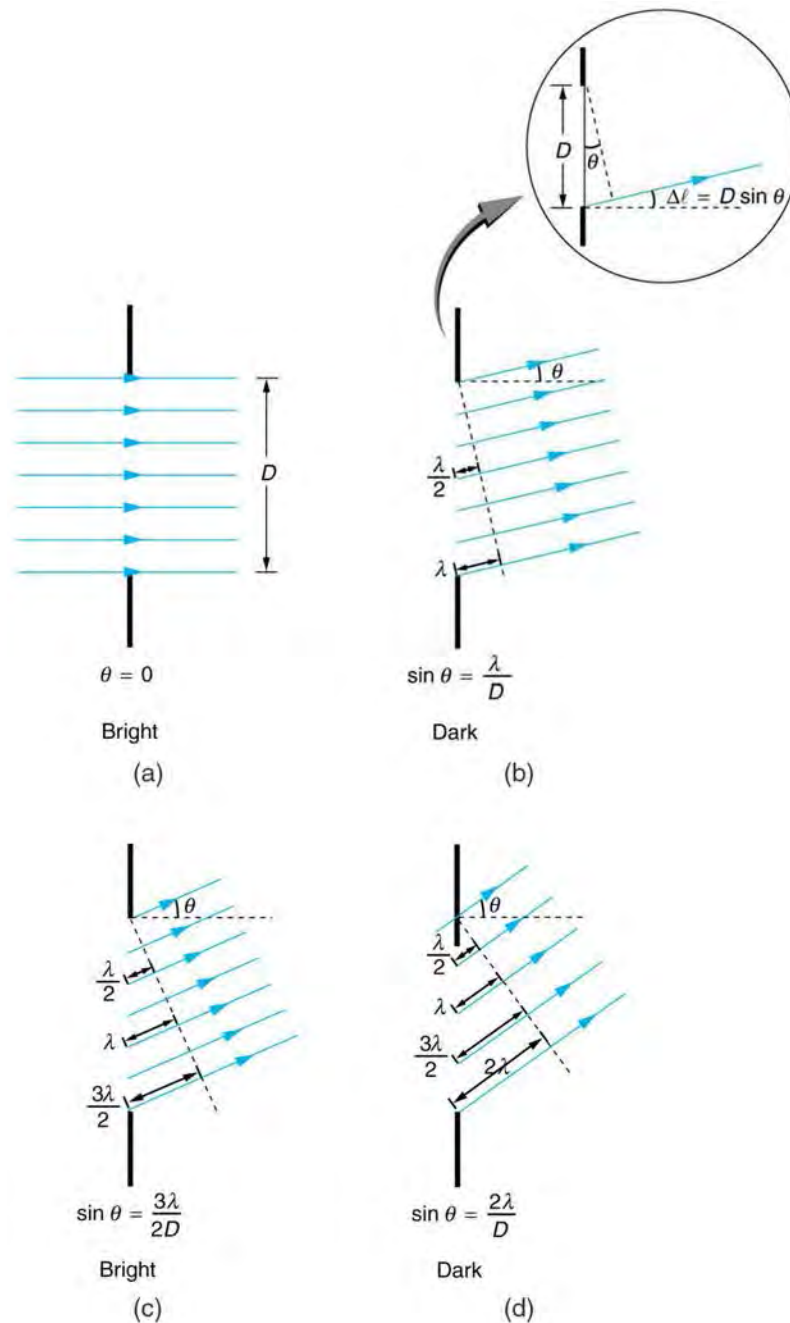 D
θ
Δℓ = D sin θ
D
θ = 0
Bright
(a)
θ
λ/2
λ
sin θ = λ/D
Dark
(b)
θ
λ/2
λ
3λ/2
sin θ = 3λ/2D
Bright
(c)
θ
λ/2
λ
3λ/2
2λ
sin θ = 2λ/D
Dark
(d)